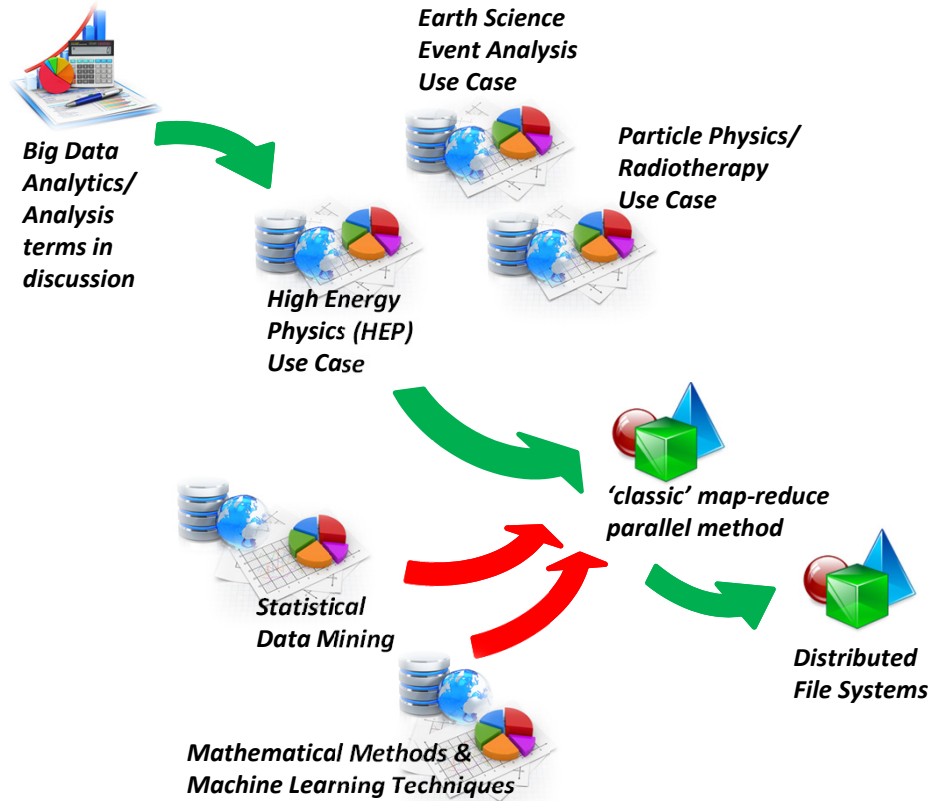 Earth Science
Event Analysis
Use Case
Big Data
Analytics/
Analysis
terms in
discussion
Particle Physics/
Radiotherapy
Use Case
High Energy
Physics (HEP)
Use Case
‘classic’ map-reduce
parallel method
Statistical
Data Mining
Distributed
File Systems
Mathematical Methods &
Machine Learning Techniques